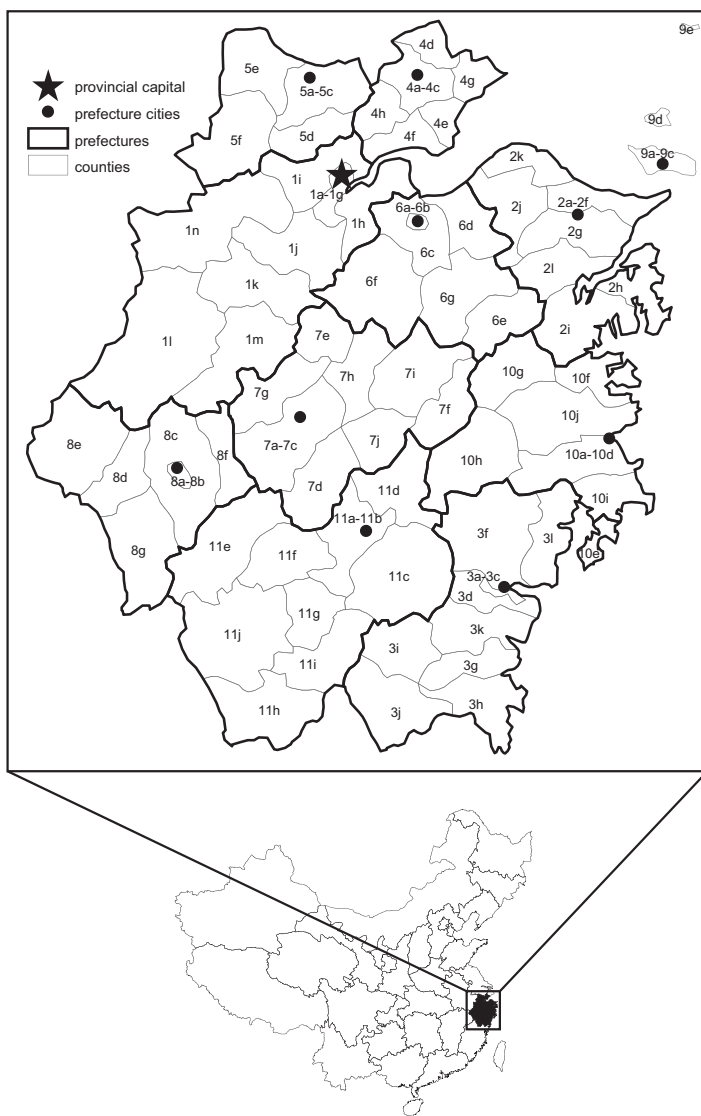 9e
4d
5e
4g
provincial capital
5a-5c
4a-4c
prefecture cities
4h
9d
4e
5f
5d
4f
prefectures
9a-9c
2k
counties
1i
1a-1g
2a-2f
6a-6b
2j
1n
1h
6d
2g
1j
6c
2l
6f
1k
2h
6g
6e
2i
1l
1m
7e
10g
7h
7i
10f
7g
7f
10j
8c
8e
7a-7c
7j
8f
10a-10d
10h
8d
8a-8b
7d
11d
10i
11a-11b
3f
3l
11e
11f
8g
10e
11c
3a-3c
3d
11g
11j
3k
3i
11i
3g
11h
3j
3h